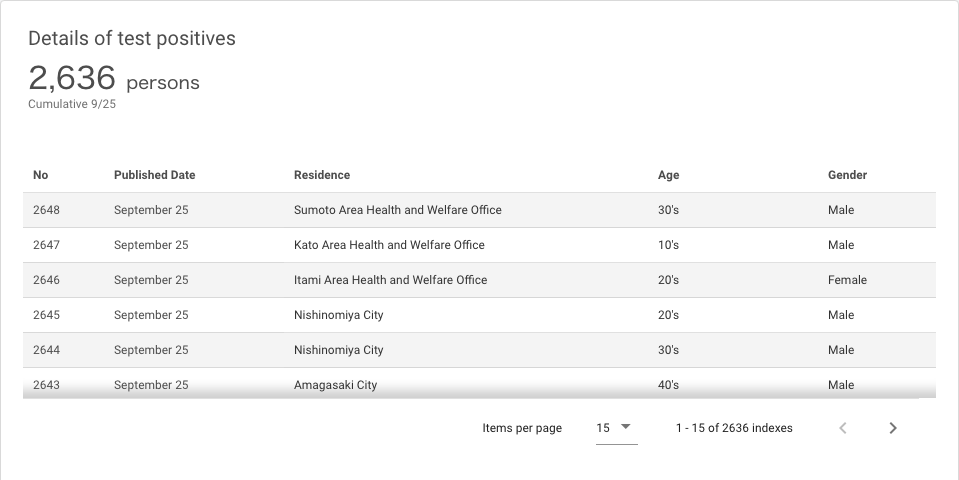 Details of test positives
2,636 persons
Cumulative 9/25
No Published Date Residence Age Gender
2648 September 25 Sumoto Area Health and Welfare Office 30's Male
2647 September 25 Kato Area Health and Welfare Office 10's Male
2646 September 25 Itami Area Health and Welfare Office 20's Female
2645 September 25 Nishinomiya City 20's Male
2644 September 25 Nishinomiya City 30's Male
2643 September 25 Amagasaki City 40's Male
Items per page 15 1 - 15 of 2636 indexes